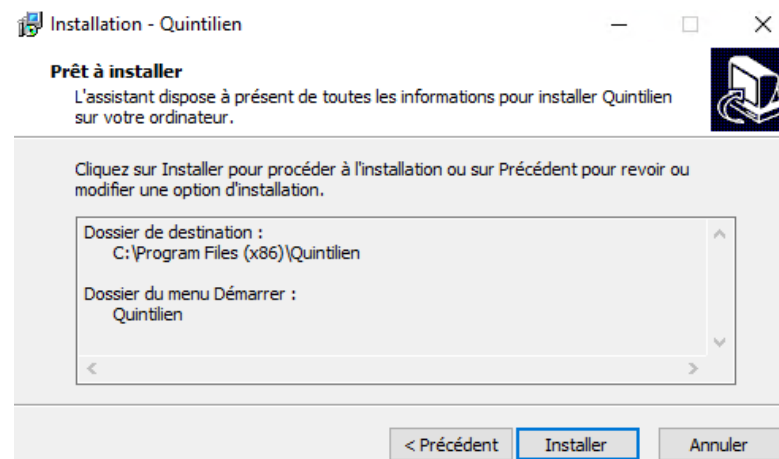 Installation - Quintilien
Prêt à installer
L'assistant dispose à présent de toutes les informations pour installer Quintilien
sur votre ordinateur.
Cliquez sur Installer pour procéder à l'installation ou sur Précédent pour revoir ou
modifier une option d'installation.
Dossier de destination :
C:\Program Files (x86)\Quintilien
Dossier du menu Démarrer :
Quintilien
< Précédent Installer Annuler